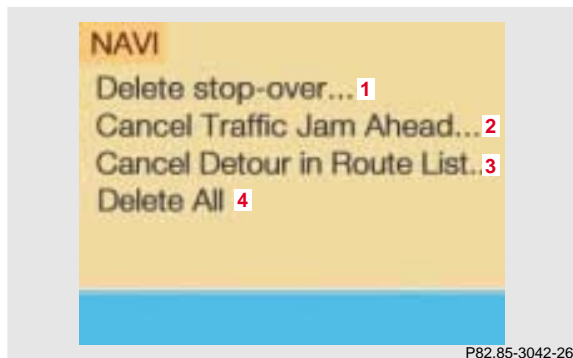 NAVI
Delete stop-over... 1
Cancel Traffic Jam Ahead... 2
Cancel Detour in Route List.. 3
Delete All 4
P82.85-3042-26